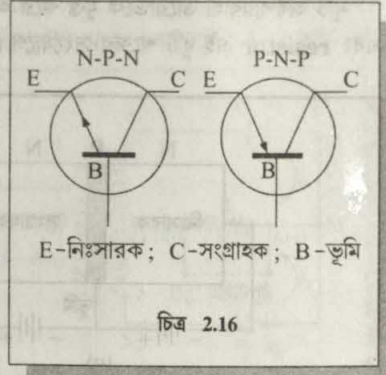 N-P-N P-N-P
E C E C
B B
E-নিঃসারক ; C-সংগ্রাহক ; B-ভূমি
চিত্র 2.16